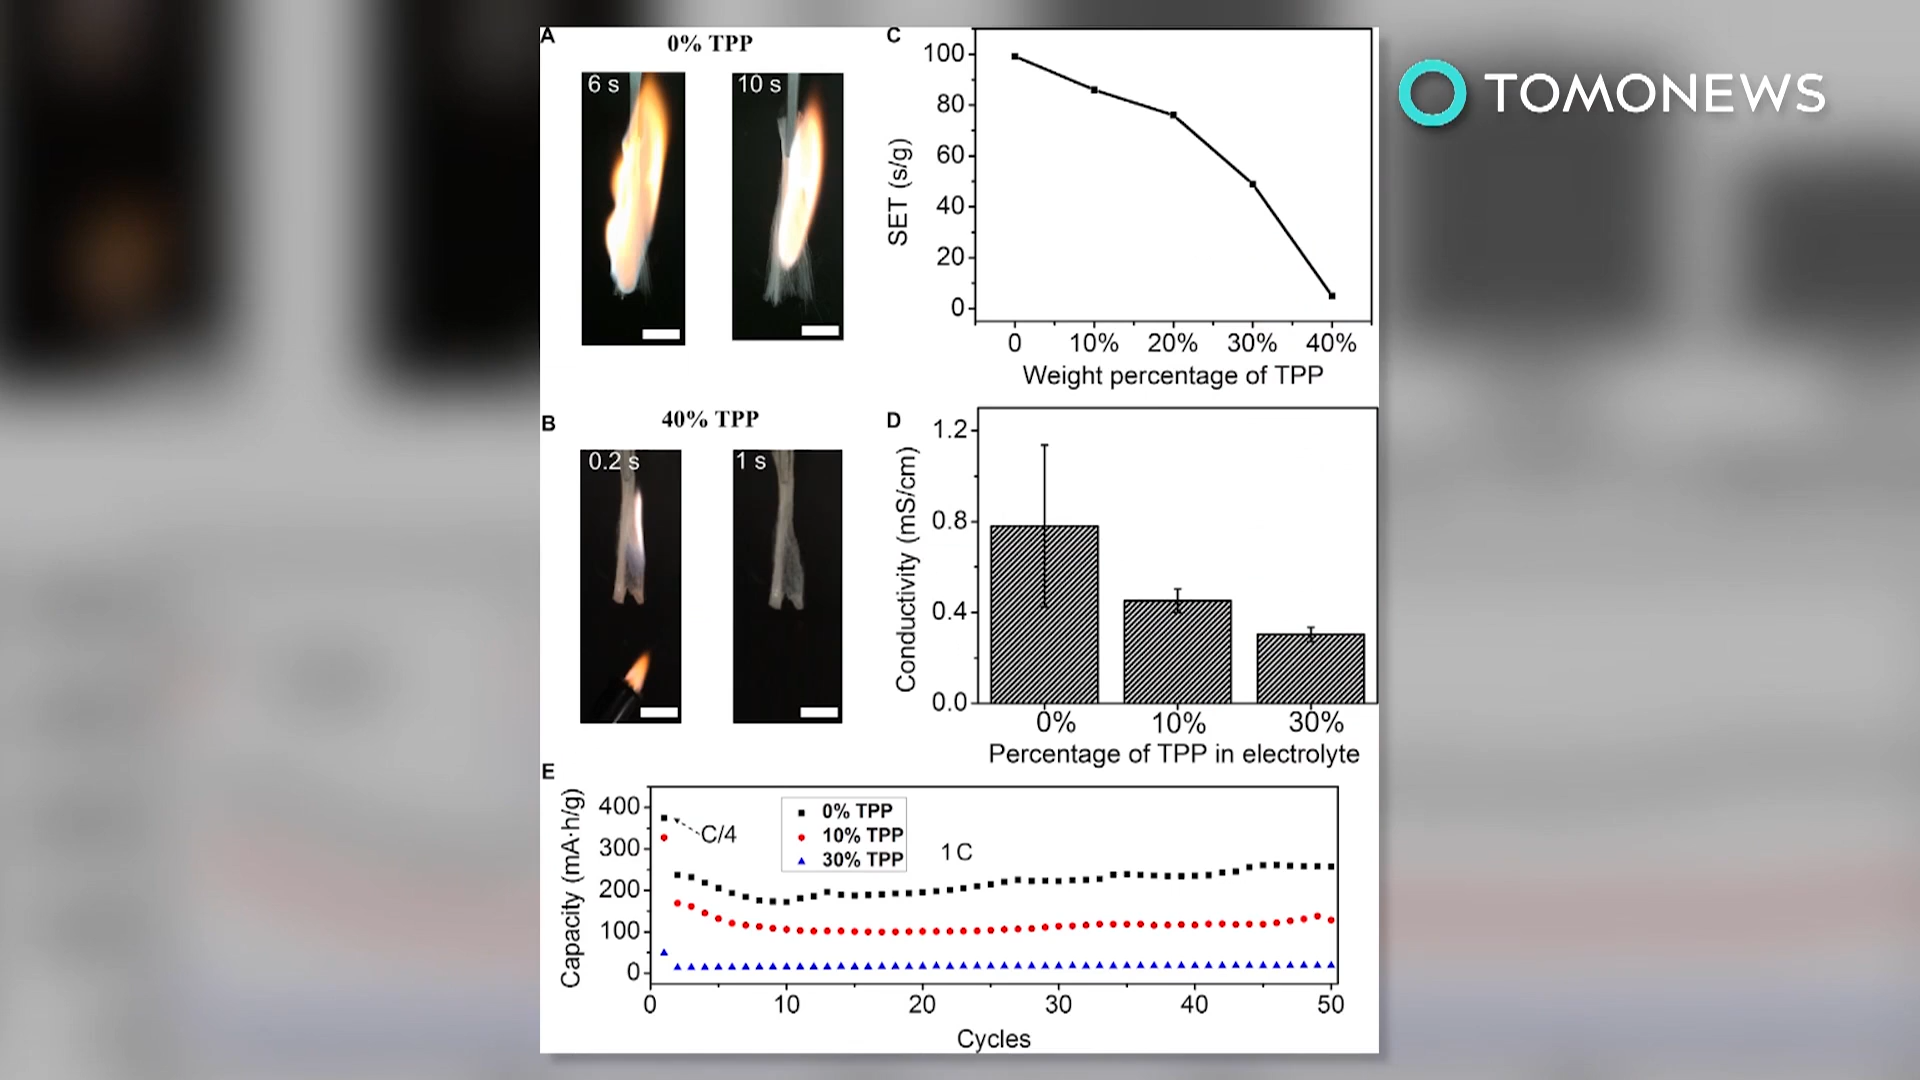 TOMONEWS
A
0% TPP
6 s
10 s
B
40% TPP
0.2 s
1 s
C
100
80
60
40
20
0
SET (s/g)
0 10% 20% 30% 40%
Weight percentage of TPP
D
1.2
0.8
0.4
0.0
Conductivity (mS/cm)
0% 10% 30%
Percentage of TPP in electrolyte
E
400
300
200
100
0
Capacity (mA·h/g)
C/4
0% TPP
10% TPP
30% TPP
1 C
0 10 20 30 40 50
Cycles